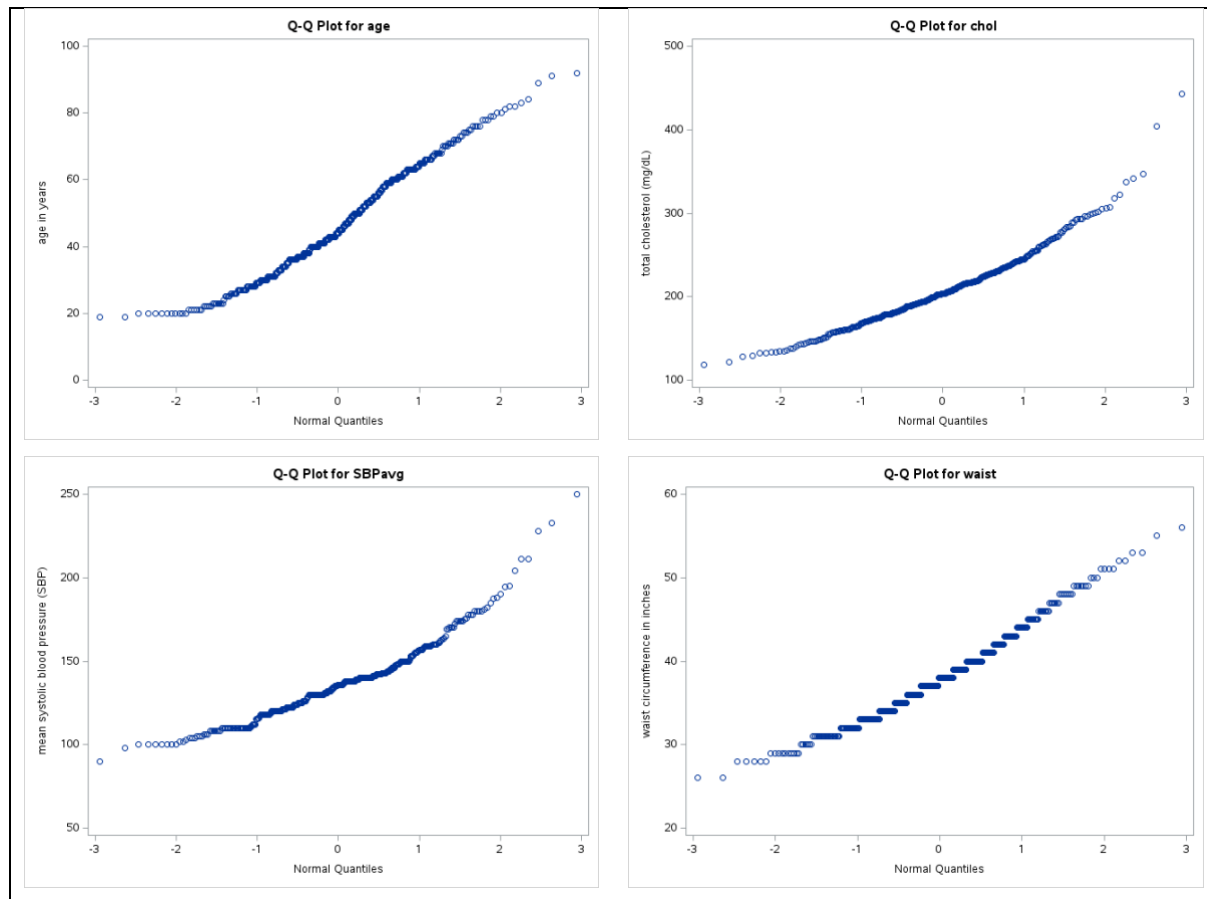 Q-Q Plot for age
100
80
60
40
20
0
age in years
-3 -2 -1 0 1 2 3
Normal Quantiles
Q-Q Plot for chol
500
400
300
200
100
total cholesterol (mg/dL)
-3 -2 -1 0 1 2 3
Normal Quantiles
Q-Q Plot for SBPavg
250
200
150
100
50
mean systolic blood pressure (SBP)
-3 -2 -1 0 1 2 3
Normal Quantiles
Q-Q Plot for waist
60
50
40
30
20
waist circumference in inches
-3 -2 -1 0 1 2 3
Normal Quantiles